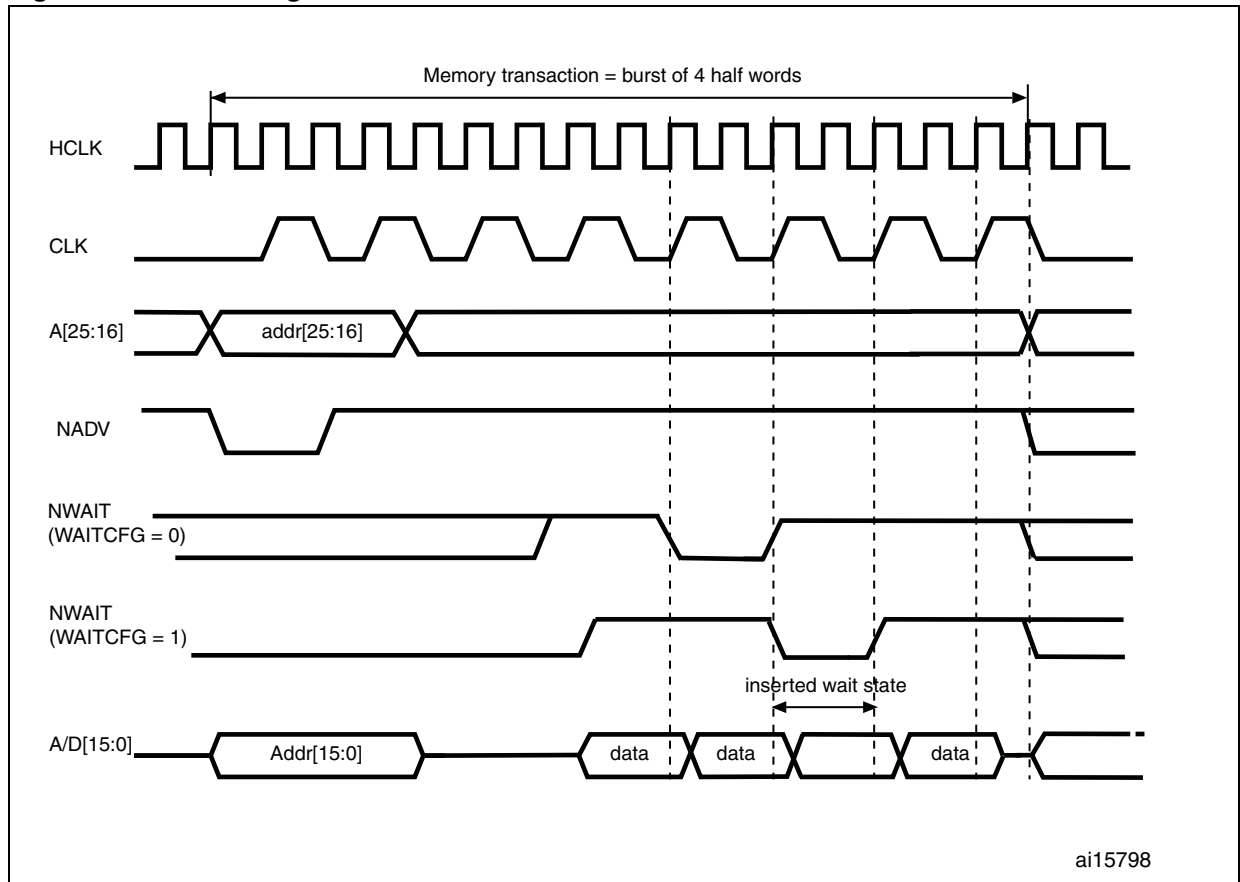 Memory transaction = burst of 4 half words
HCLK
CLK
A[25:16]
addr[25:16]
NADV
NWAIT
(WAITCFG = 0)
NWAIT
(WAITCFG = 1)
inserted wait state
A/D[15:0]
Addr[15:0]
data
data
data
ai15798